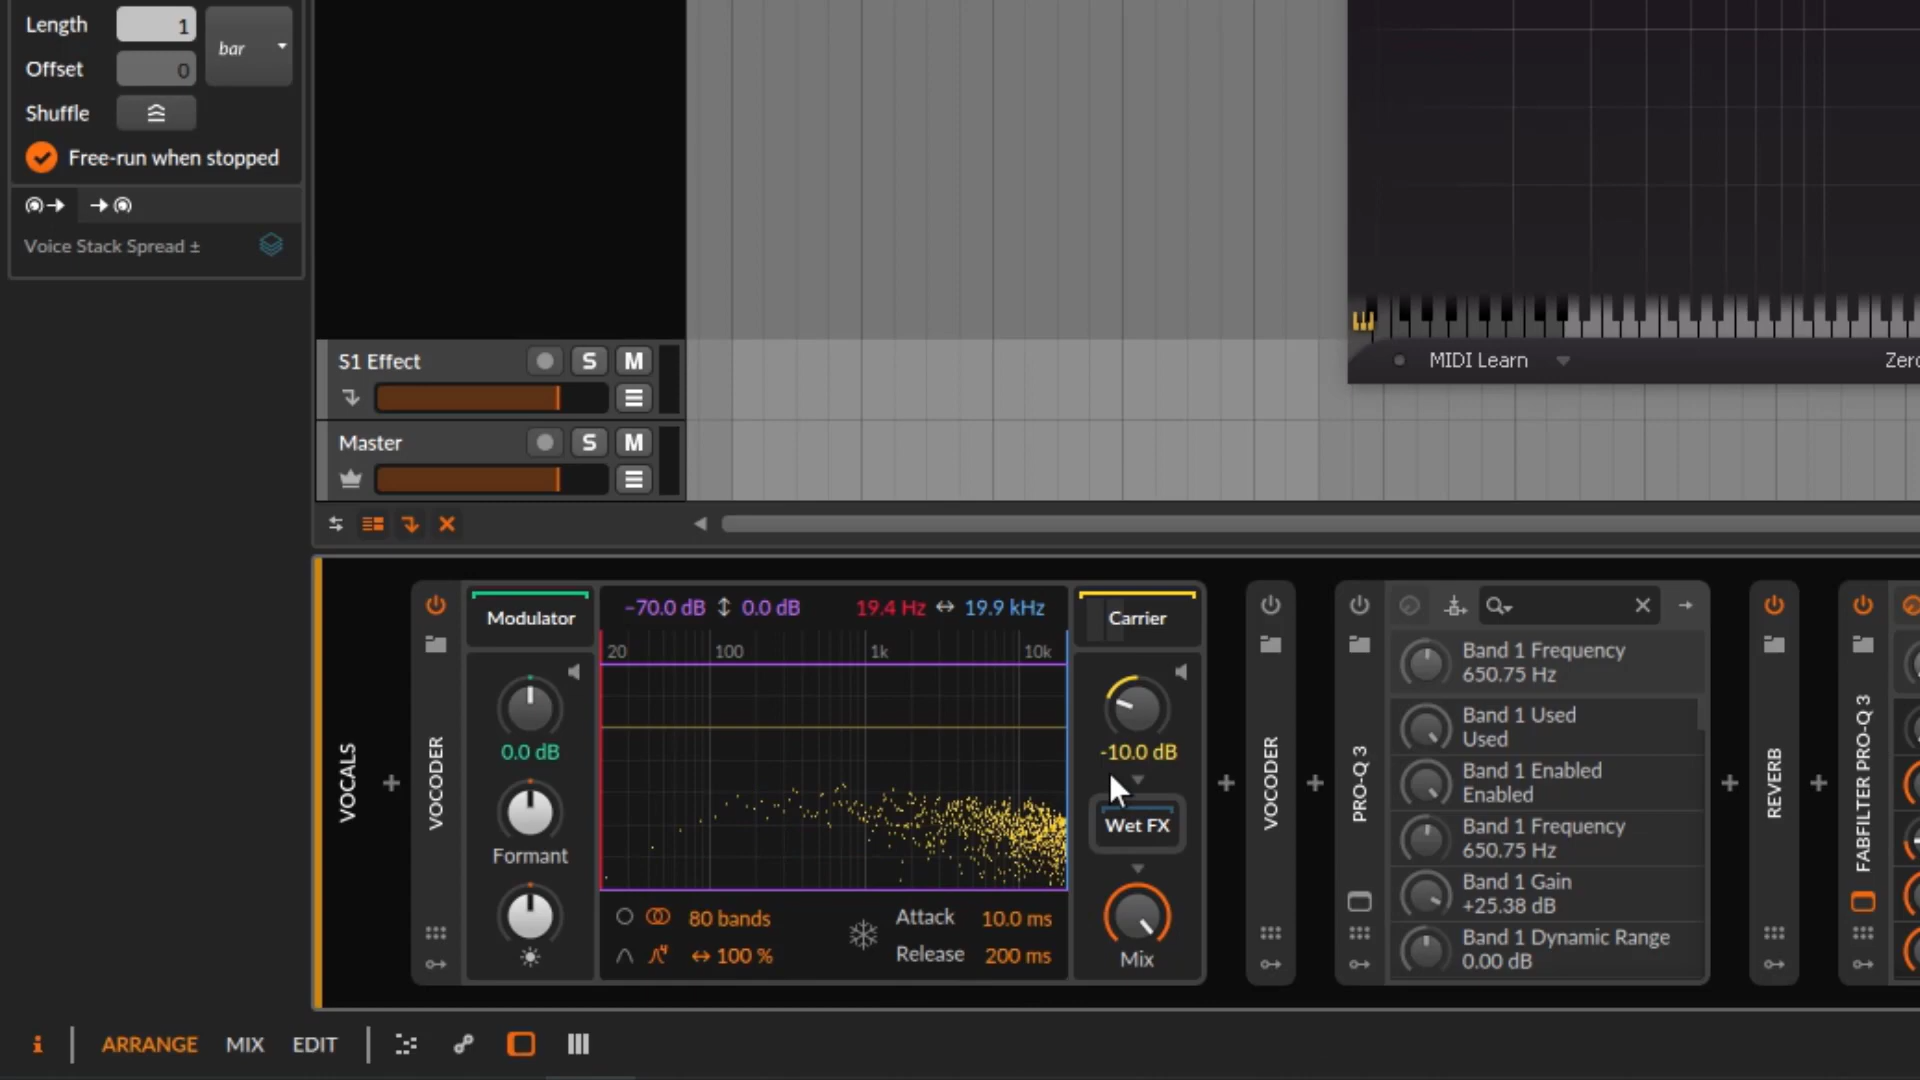 Length 1 bar
Offset 0
Shuffle
Free-run when stopped
Voice Stack Spread ±
S1 Effect S M
Master S M
MIDI Learn
VOCALS
VOCODER
Modulator
0.0 dB
Formant
-70.0 dB 0.0 dB 19.4 Hz 19.9 kHz
20 100 1k 10k
80 bands
100 %
Attack 10.0 ms
Release 200 ms
Carrier
-10.0 dB
Wet FX
Mix
VOCODER
PRO-Q 3
Band 1 Frequency
650.75 Hz
Band 1 Used
Used
Band 1 Enabled
Enabled
Band 1 Frequency
650.75 Hz
Band 1 Gain
+25.38 dB
Band 1 Dynamic Range
0.00 dB
REVERB
FABFILTER PRO-Q 3
i ARRANGE MIX EDIT